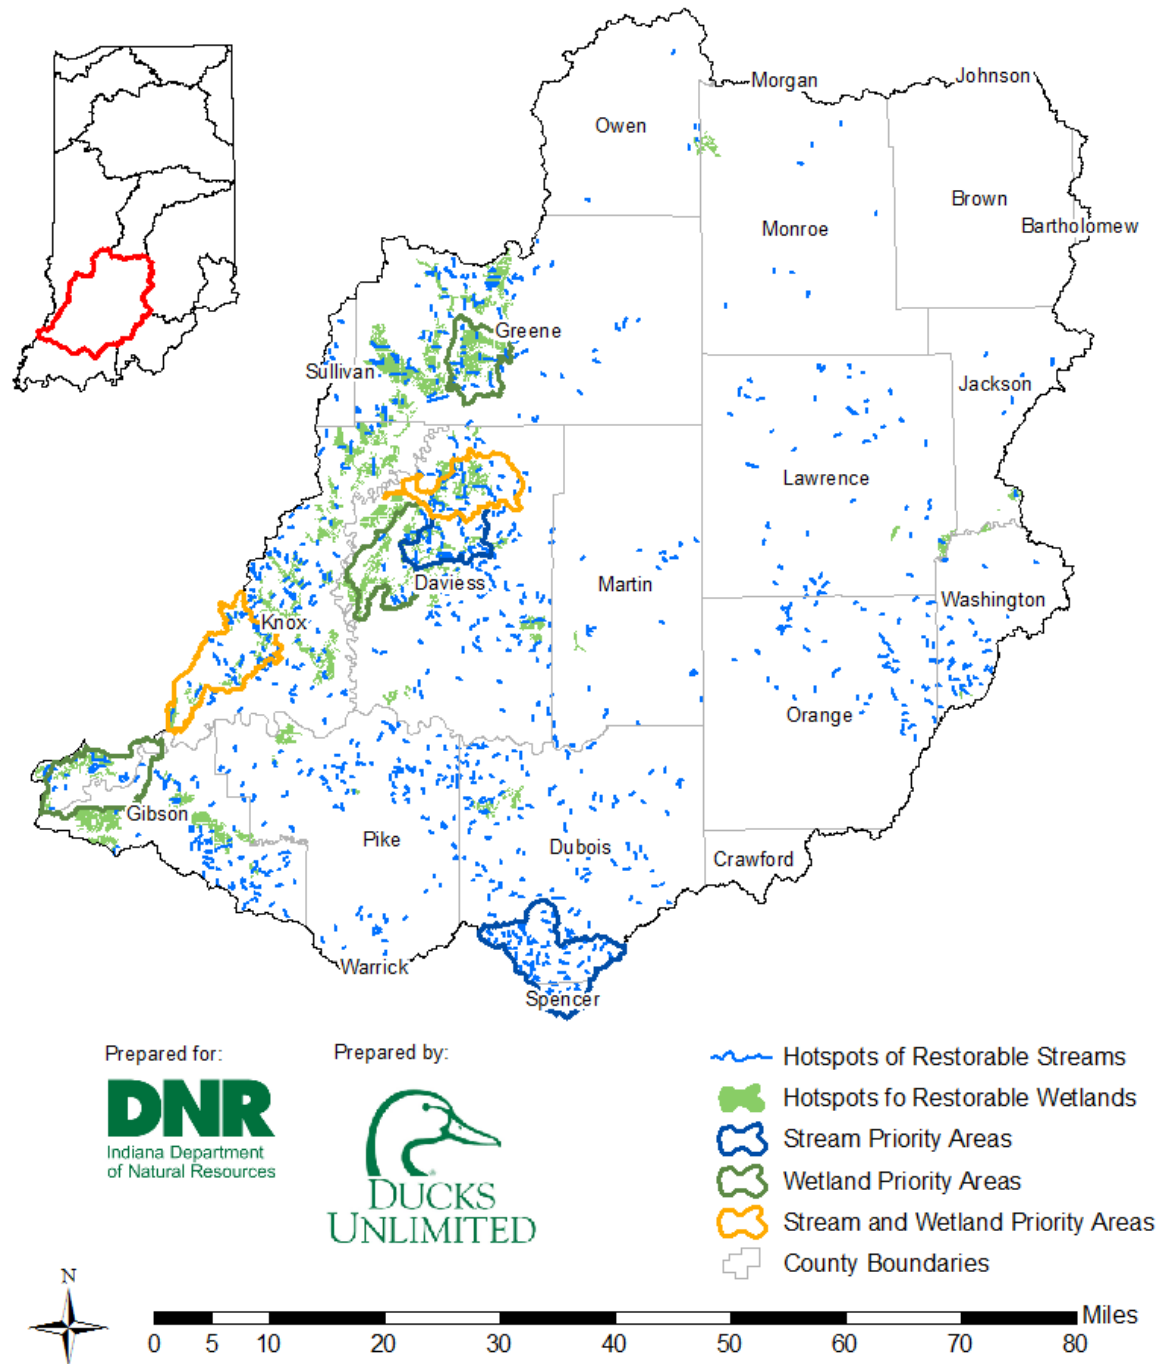 Morgan
Johnson
Owen
Brown
Monroe
Bartholomew
Greene
Sullivan
Jackson
Lawrence
Daviess
Martin
Washington
Knox
Orange
Gibson
Pike
Dubois
Crawford
Warrick
Spencer
Prepared for:
DNR
Indiana Department
of Natural Resources
Prepared by:
DUCKS
UNLIMITED
Hotspots of Restorable Streams
Hotspots fo Restorable Wetlands
Stream Priority Areas
Wetland Priority Areas
Stream and Wetland Priority Areas
County Boundaries
N
Miles
0 5 10 20 30 40 50 60 70 80